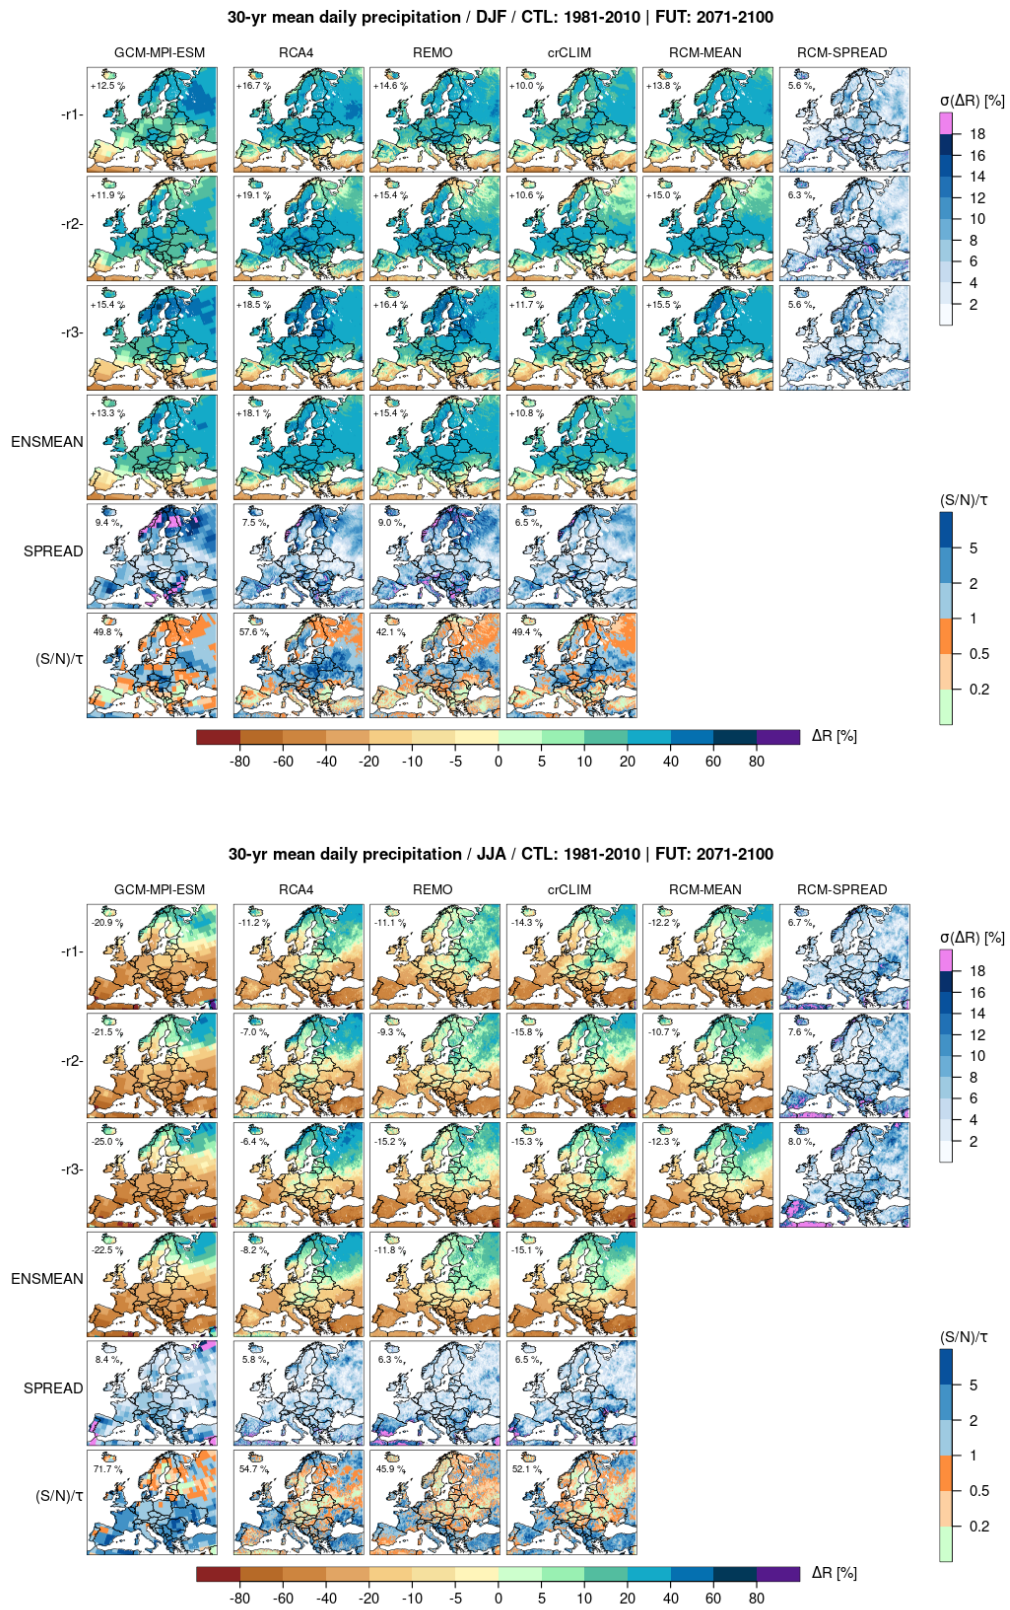 30-yr mean daily precipitation / DJF / CTL: 1981-2010 | FUT: 2071-2100
GCM-MPI-ESM RCA4 REMO crCLIM RCM-MEAN RCM-SPREAD
-r1- +12.5 % +16.7 % +14.6 % +10.0 % +13.8 % 5.6 %
-r2- +11.9 % +19.1 % +15.4 % +10.6 % +15.0 % 6.3 %
-r3- +15.4 % +18.5 % +16.4 % +11.7 % +15.5 % 5.6 %
ENSMEAN +13.3 % +18.1 % +15.4 % +10.8 %
SPREAD 9.4 % 7.5 % 9.0 % 6.5 %
(S/N)/τ 49.8 % 57.6 % 42.1 % 49.4 %
σ(ΔR) [%]
18
16
14
12
10
8
6
4
2
(S/N)/τ
5
2
1
0.5
0.2
ΔR [%]
-80 -60 -40 -20 -10 -5 0 5 10 20 40 60 80
30-yr mean daily precipitation / JJA / CTL: 1981-2010 | FUT: 2071-2100
GCM-MPI-ESM RCA4 REMO crCLIM RCM-MEAN RCM-SPREAD
-r1- -20.9 % -11.2 % -11.1 % -14.3 % -12.2 % 6.7 %
-r2- -21.5 % -7.0 % -9.3 % -15.8 % -10.7 % 7.6 %
-r3- -25.0 % -6.4 % -15.2 % -15.3 % -12.3 % 8.0 %
ENSMEAN -22.5 % -8.2 % -11.8 % -15.1 %
SPREAD 8.4 % 5.8 % 6.3 % 6.5 %
(S/N)/τ 71.7 % 54.7 % 45.9 % 52.1 %
σ(ΔR) [%]
18
16
14
12
10
8
6
4
2
(S/N)/τ
5
2
1
0.5
0.2
ΔR [%]
-80 -60 -40 -20 -10 -5 0 5 10 20 40 60 80